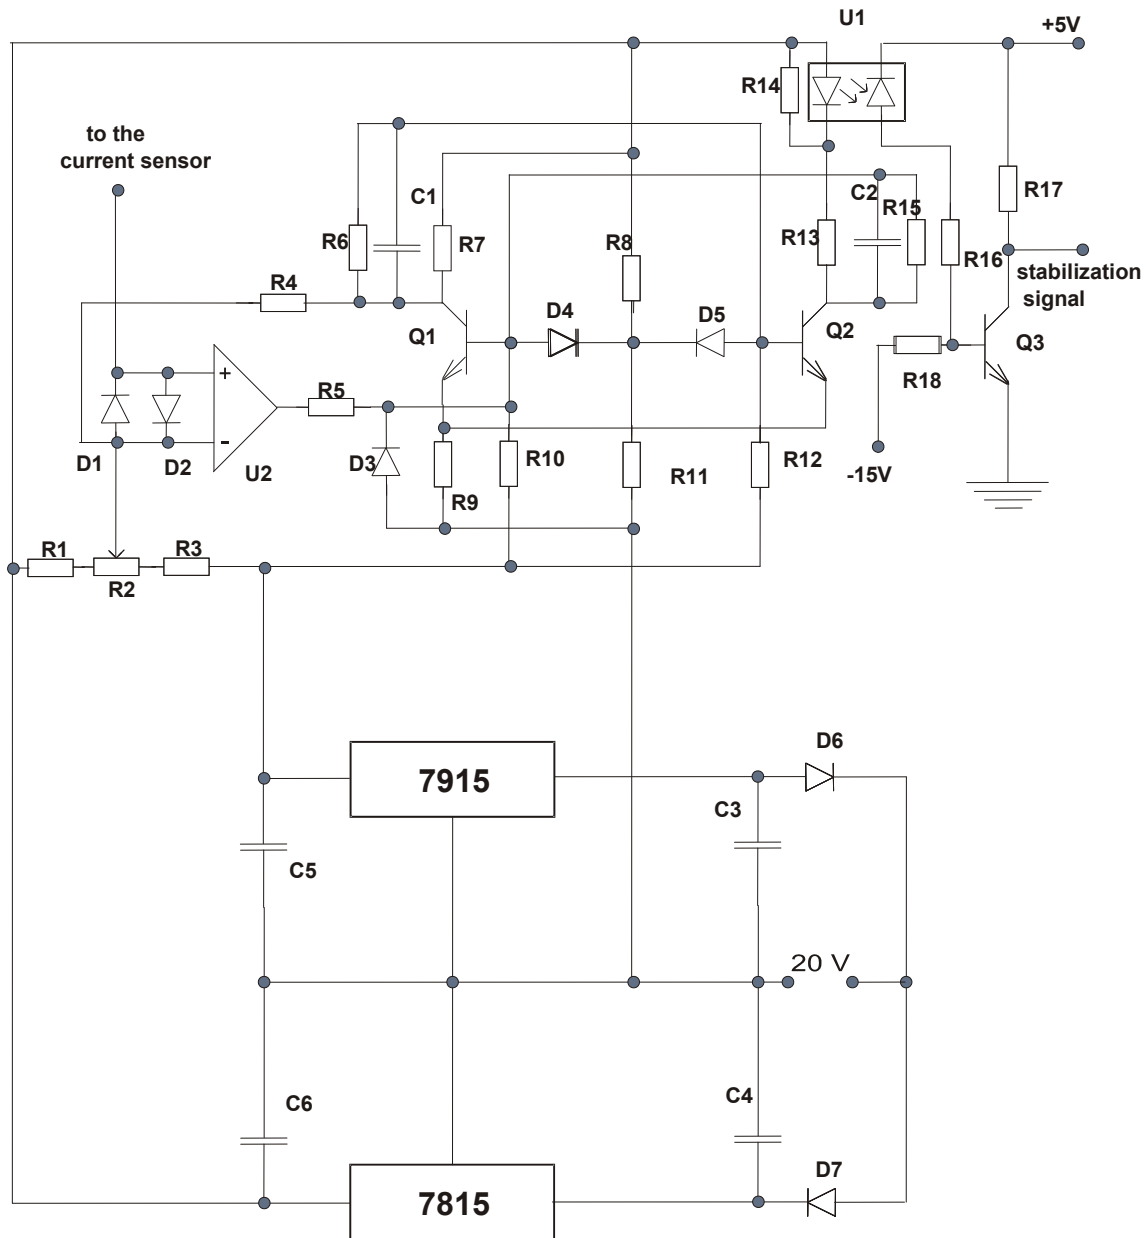 U1
+5V
R14
to the
current sensor
R17
C1
C2
R15
R6
R7
R8
R13
R16
stabilization
signal
R4
D4
D5
Q1
Q2
Q3
+
R18
R5
-
D1
D2
U2
D3
R10
R12
-15V
R11
R9
R1
R3
R2
D6
7915
C3
C5
20 V
C6
C4
D7
7815